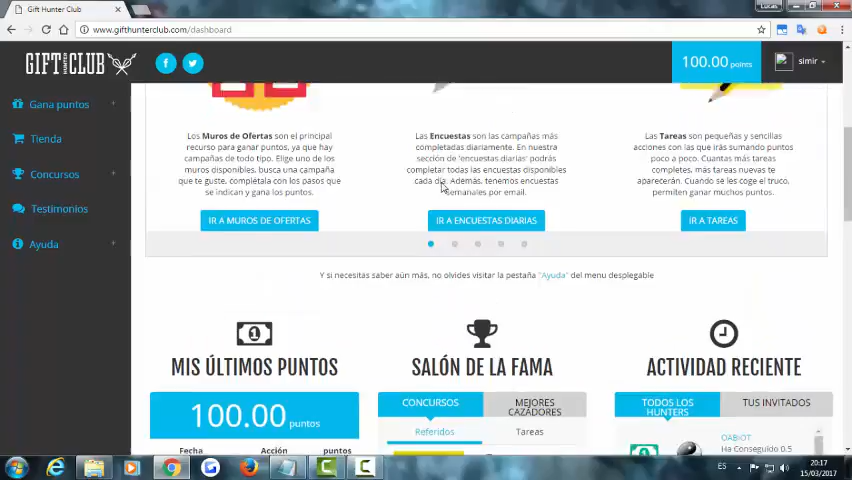 Lucas
Gift Hunter Club
www.gifthunterclub.com/dashboard
GIFT HUNTER CLUB
100.00 points
simir
Gana puntos +
Tienda
Concursos +
Testimonios
Ayuda +
Los Muros de Ofertas son el principal
recurso para ganar puntos, ya que hay
campañas de todo tipo. Elige uno de los
muros disponibles, busca una campaña
que te guste, complétala con los pasos que
se indican y gana los puntos.
IR A MUROS DE OFERTAS
Las Encuestas son las campañas más
completadas diariamente. En nuestra
sección de 'encuestas diarias' podrás
completar todas las encuestas disponibles
cada día. Además, tenemos encuestas
semanales por email.
IR A ENCUESTAS DIARIAS
Las Tareas son pequeñas y sencillas
acciones con las que irás sumando puntos
poco a poco. Cuantas más tareas
completes, más tareas nuevas te
aparecerán. Cuando se les coge el truco,
permiten ganar muchos puntos.
IR A TAREAS
Y si necesitas saber aún más, no olvides visitar la pestaña "Ayuda" del menu desplegable
MIS ÚLTIMOS PUNTOS
100.00 puntos
Fecha Acción puntos
SALÓN DE LA FAMA
CONCURSOS
MEJORES
CAZADORES
Referidos
Tareas
ACTIVIDAD RECIENTE
TODOS LOS
HUNTERS
TUS INVITADOS
OABIOT
Ha Conseguido 0.5
ES
20:17
15/03/2017